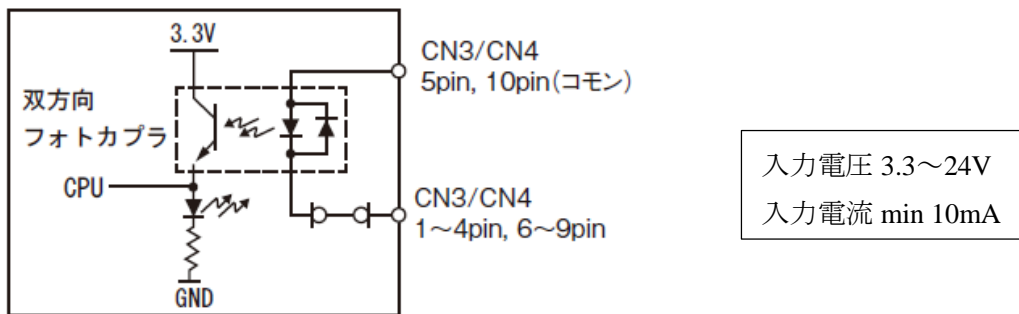 3.3V
CN3/CN4
5pin, 10pin(コモン)
双方向
フォトカプラ
CPU
CN3/CN4
1〜4pin, 6〜9pin
GND
入力電圧 3.3〜24V
入力電流 min 10mA